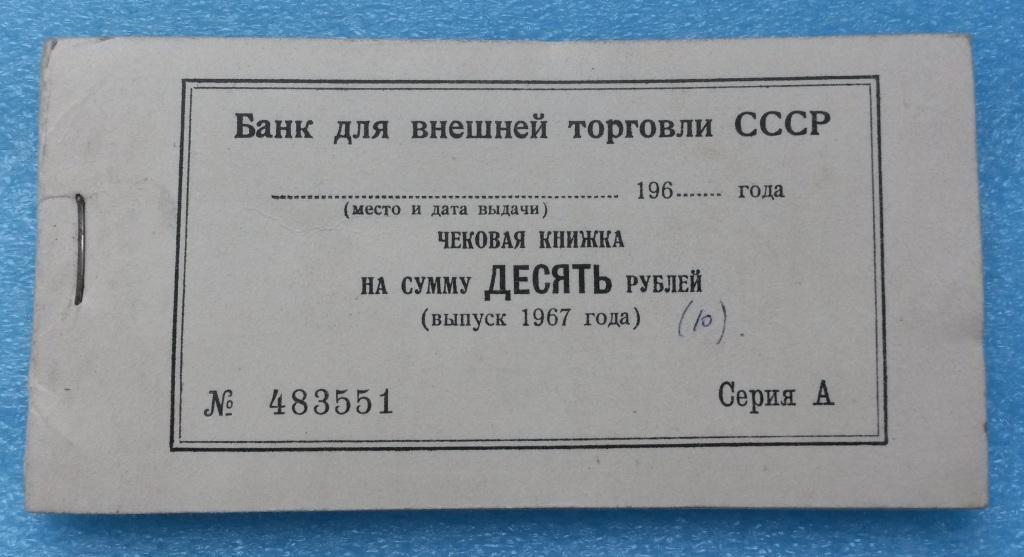 Банк для внешней торговли СССР
........................................ 196....... года
(место и дата выдачи)
ЧЕКОВАЯ КНИЖКА
НА СУММУ ДЕСЯТЬ РУБЛЕЙ
(выпуск 1967 года) (10).
№ 483551 Серия А